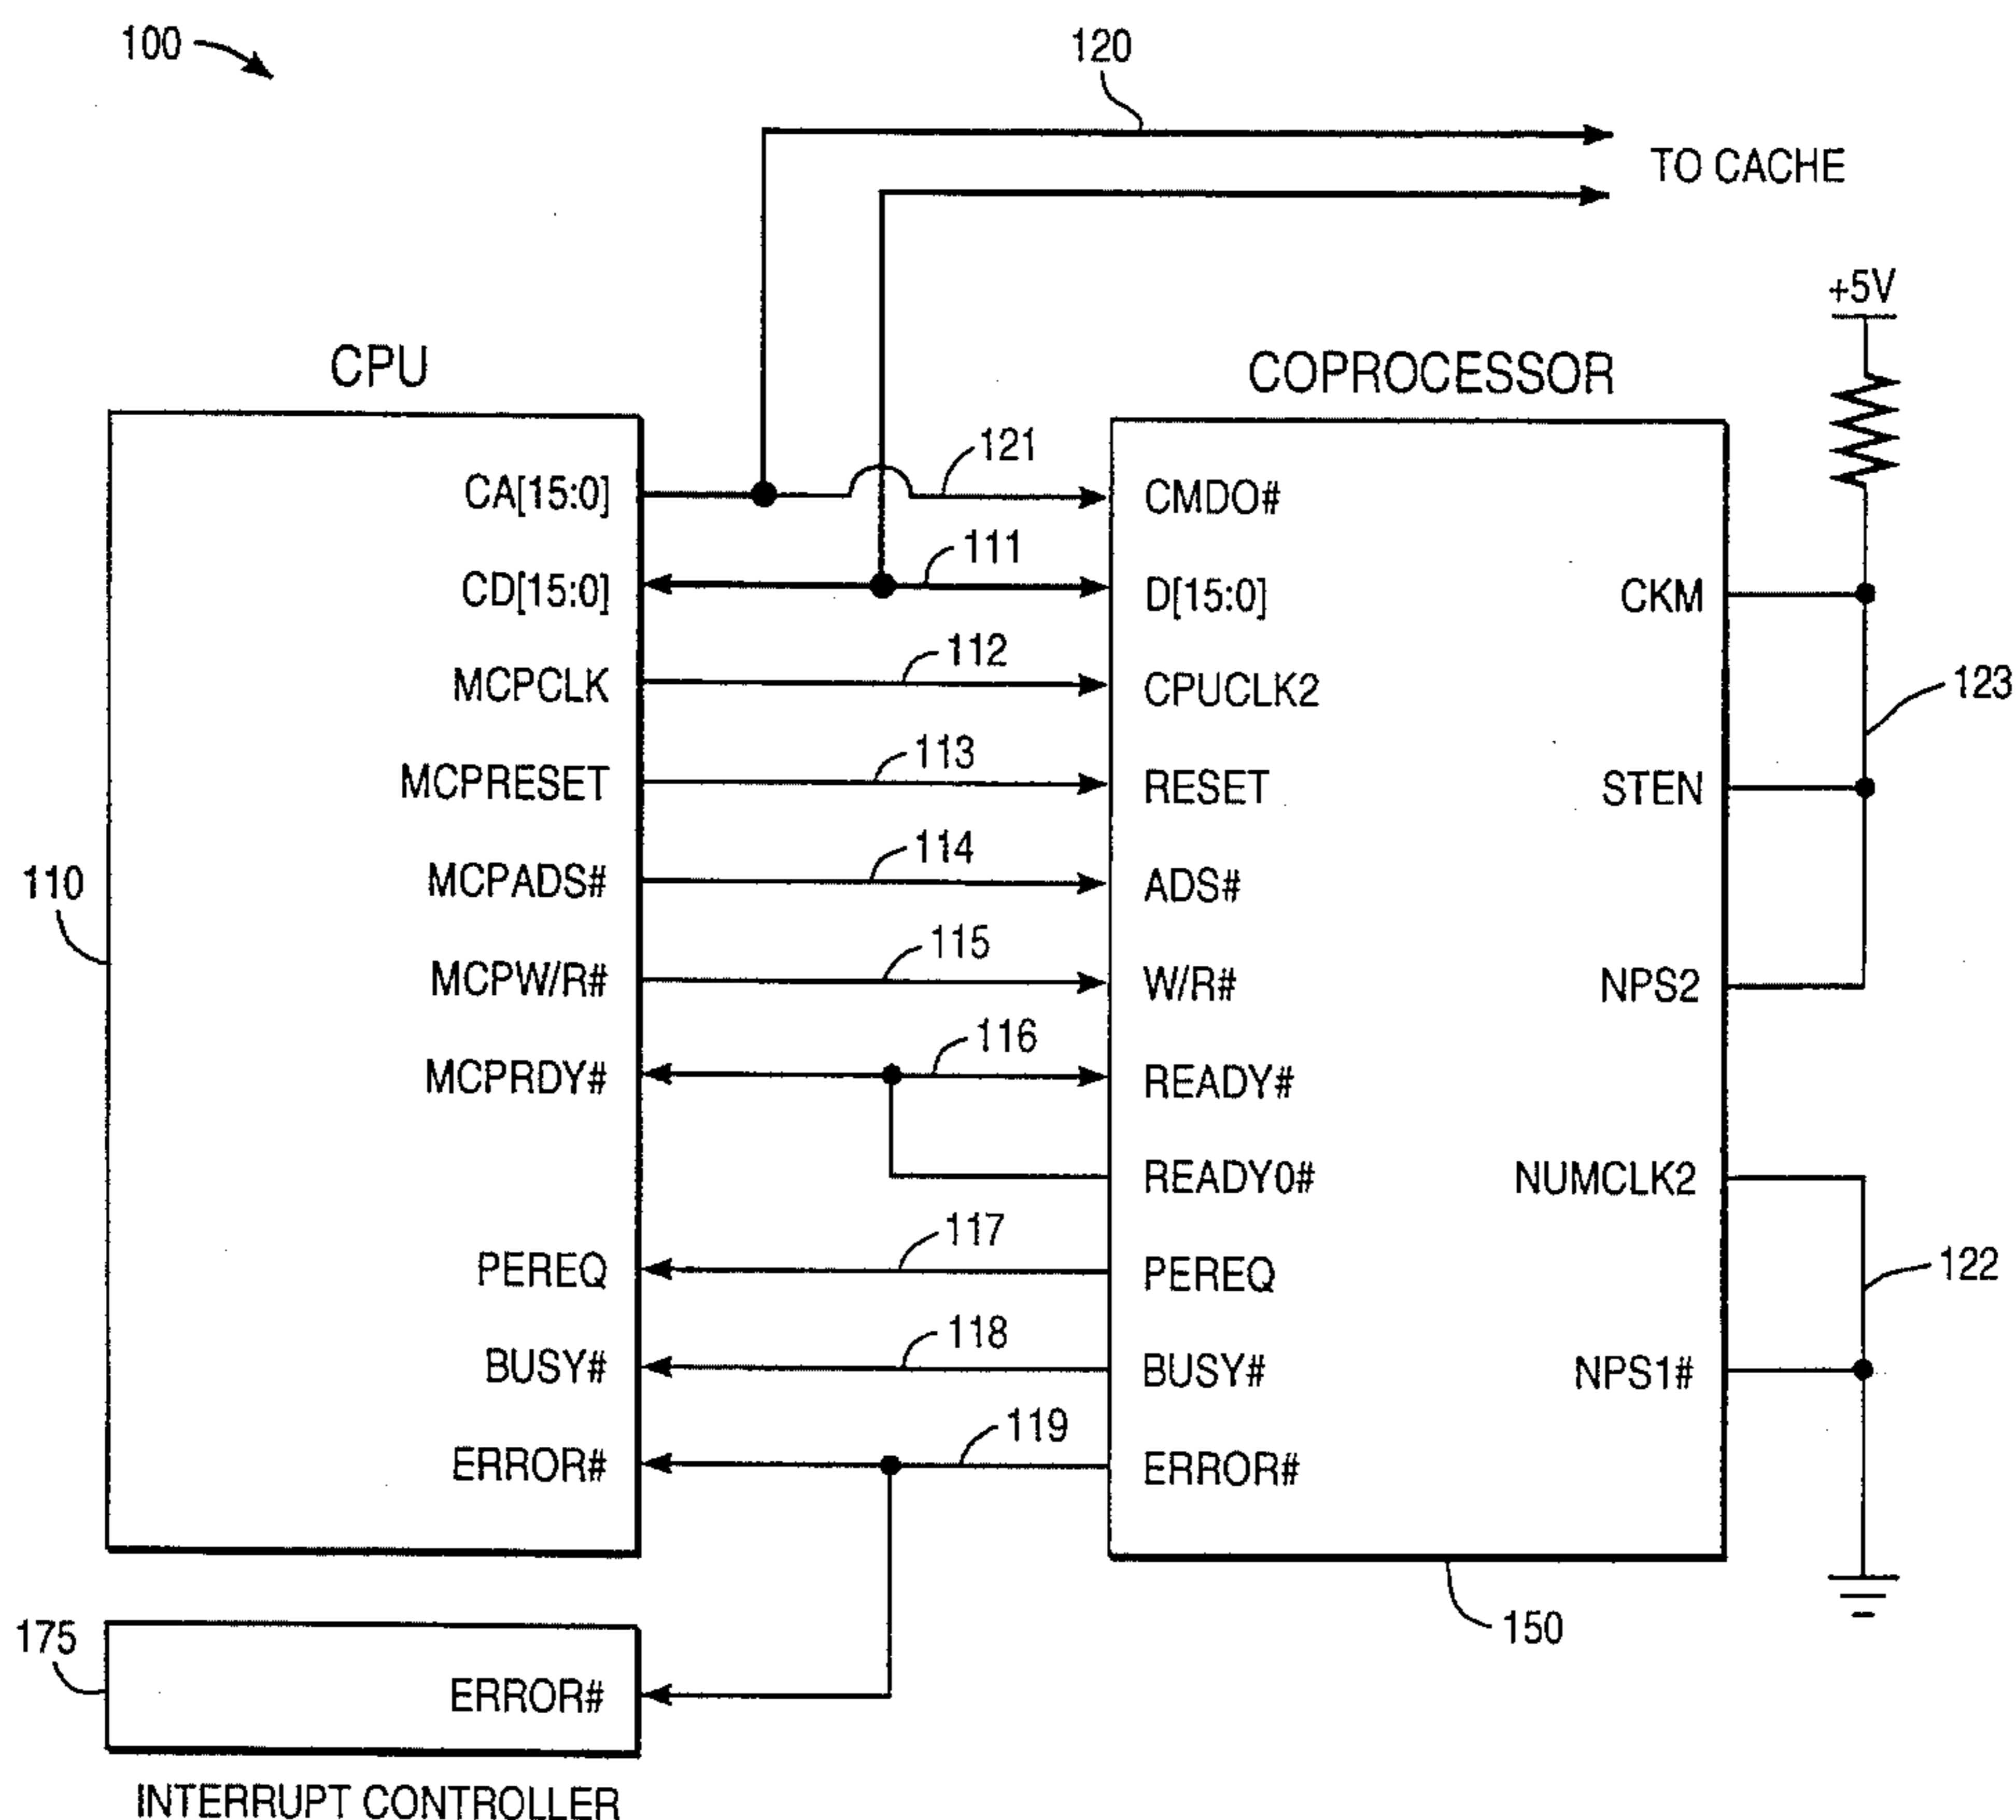 100
120
TO CACHE
+5V
CPU
COPROCESSOR
CA[15:0]
121
CMDO#
CD[15:0]
111
D[15:0]
CKM
MCPCLK
112
CPUCLK2
123
MCPRESET
113
RESET
STEN
110
MCPADS#
114
ADS#
MCPW/R#
115
W/R#
NPS2
MCPRDY#
116
READY#
READY0#
NUMCLK2
PEREQ
117
PEREQ
122
BUSY#
118
BUSY#
NPS1#
ERROR#
119
ERROR#
150
175
ERROR#
INTERRUPT CONTROLLER